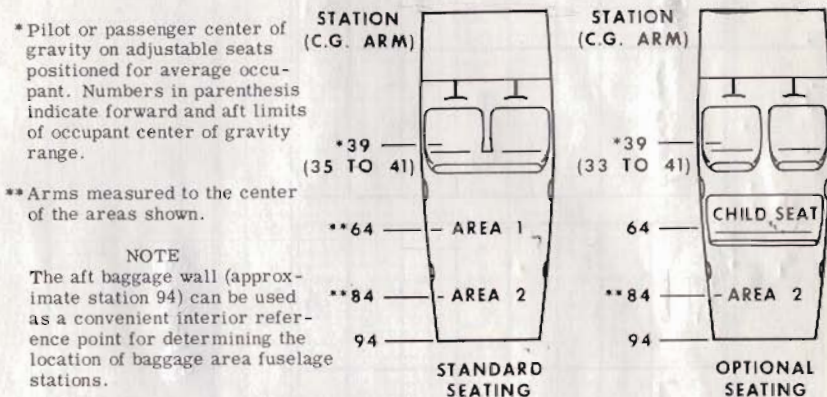 *Pilot or passenger center of
gravity on adjustable seats
positioned for average occu-
pant. Numbers in parenthesis
indicate forward and aft limits
of occupant center of gravity
range.
**Arms measured to the center
of the areas shown.
NOTE
The aft baggage wall (approx-
imate station 94) can be used
as a convenient interior refer-
ence point for determining the
location of baggage area fuselage
stations.
STATION
(C.G. ARM)
*39
(35 TO 41)
**64
AREA 1
**84
AREA 2
94
STANDARD
SEATING
STATION
(C.G. ARM)
*39
(33 TO 41)
64
CHILD SEAT
**84
AREA 2
94
OPTIONAL
SEATING